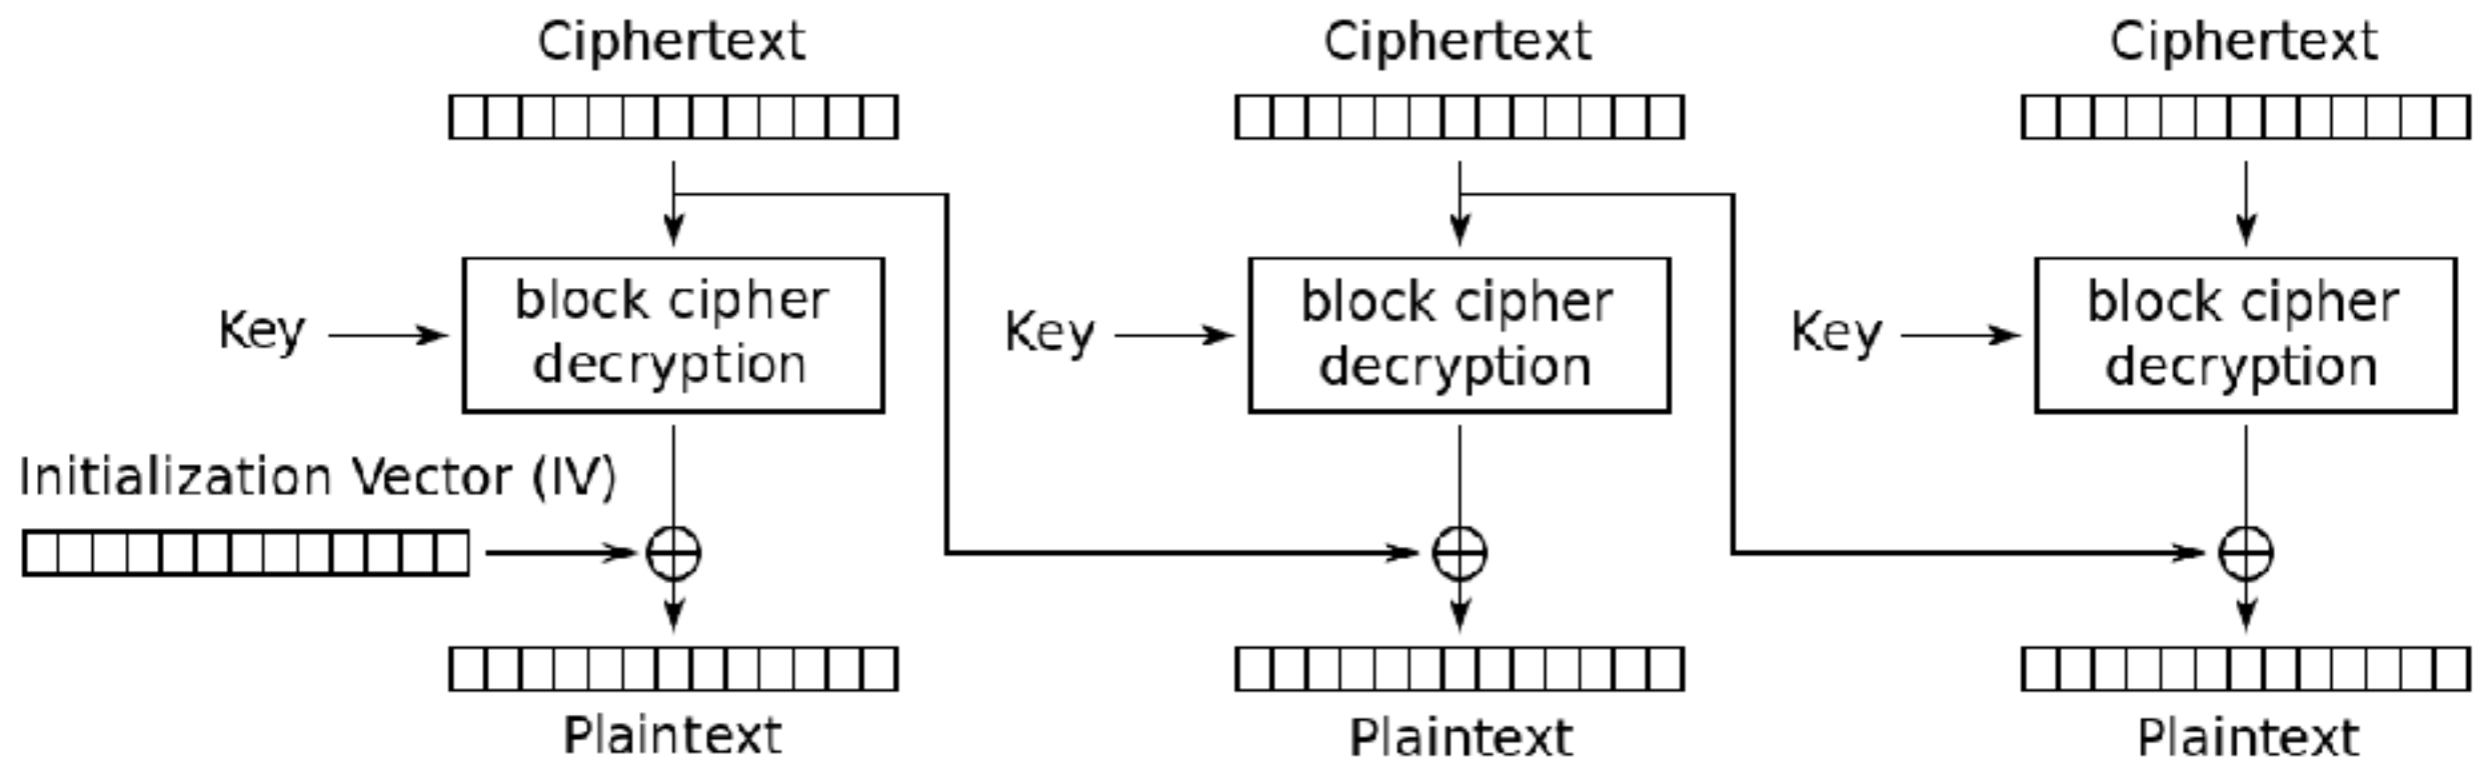 Ciphertext
Ciphertext
Ciphertext
Key
block cipher
decryption
Key
block cipher
decryption
Key
block cipher
decryption
Initialization Vector (IV)
Plaintext
Plaintext
Plaintext